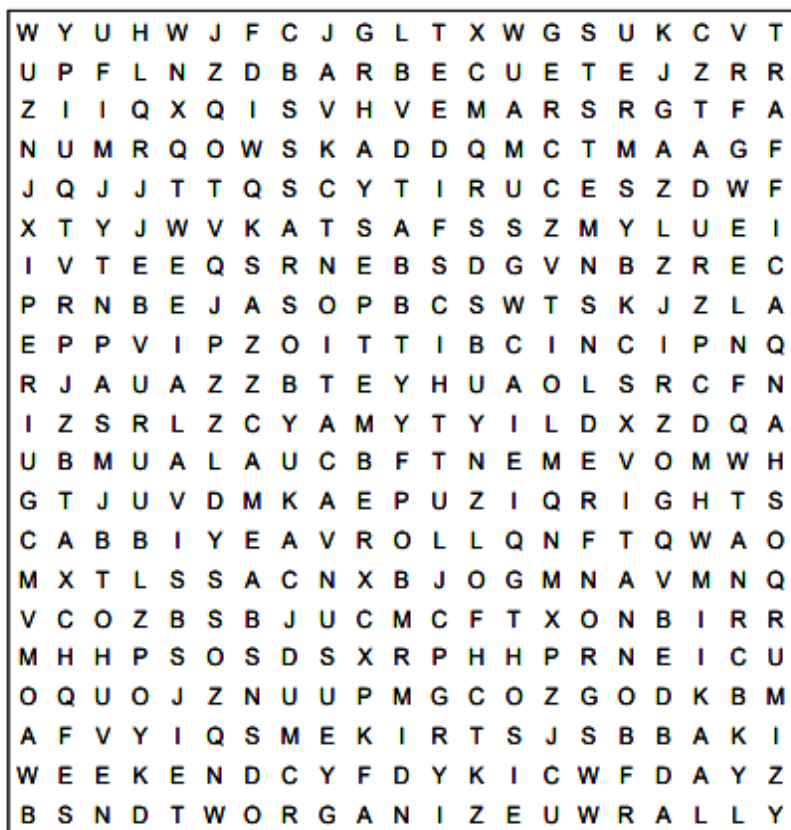 W Y U H W J F C J G L T X W G S U K C V T
U P F L N Z D B A R B E C U E T E J Z R R
Z I I Q X Q I S V H V E M A R S R G T F A
N U M R Q O W S K A D D Q M C T M A A G F
J Q J J T T Q S C Y T I R U C E S Z D W F
X T Y J W V K A T S A F S S Z M Y L U E I
I V T E E Q S R N E B S D G V N B Z R E C
P R N B E J A S O P B C S W T S K J Z L A
E P P V I P Z O I T T I B C I N C I P N Q
R J A U A Z Z B T E Y H U A O L S R C F N
I Z S R L Z C Y A M Y T Y I L D X Z D Q A
U B M U A L A U C B F T N E M E V O M W H
G T J U V D M K A E P U Z I Q R I G H T S
C A B B I Y E A V R O L L Q N F T Q W A O
M X T L S S A C N X B J O G M N A V M N Q
V C O Z B S B J U C M C F T X O N B I R R
M H H P S O S D S X R P H H P R N E I C U
O Q U O J Z N U U P M G C O Z G O D K B M
A F V Y I Q S M E K I R T S J S B B A K I
W E E K E N D C Y F D Y K I C W F D A Y Z
B S N D T W O R G A N I Z E U W R A L L Y